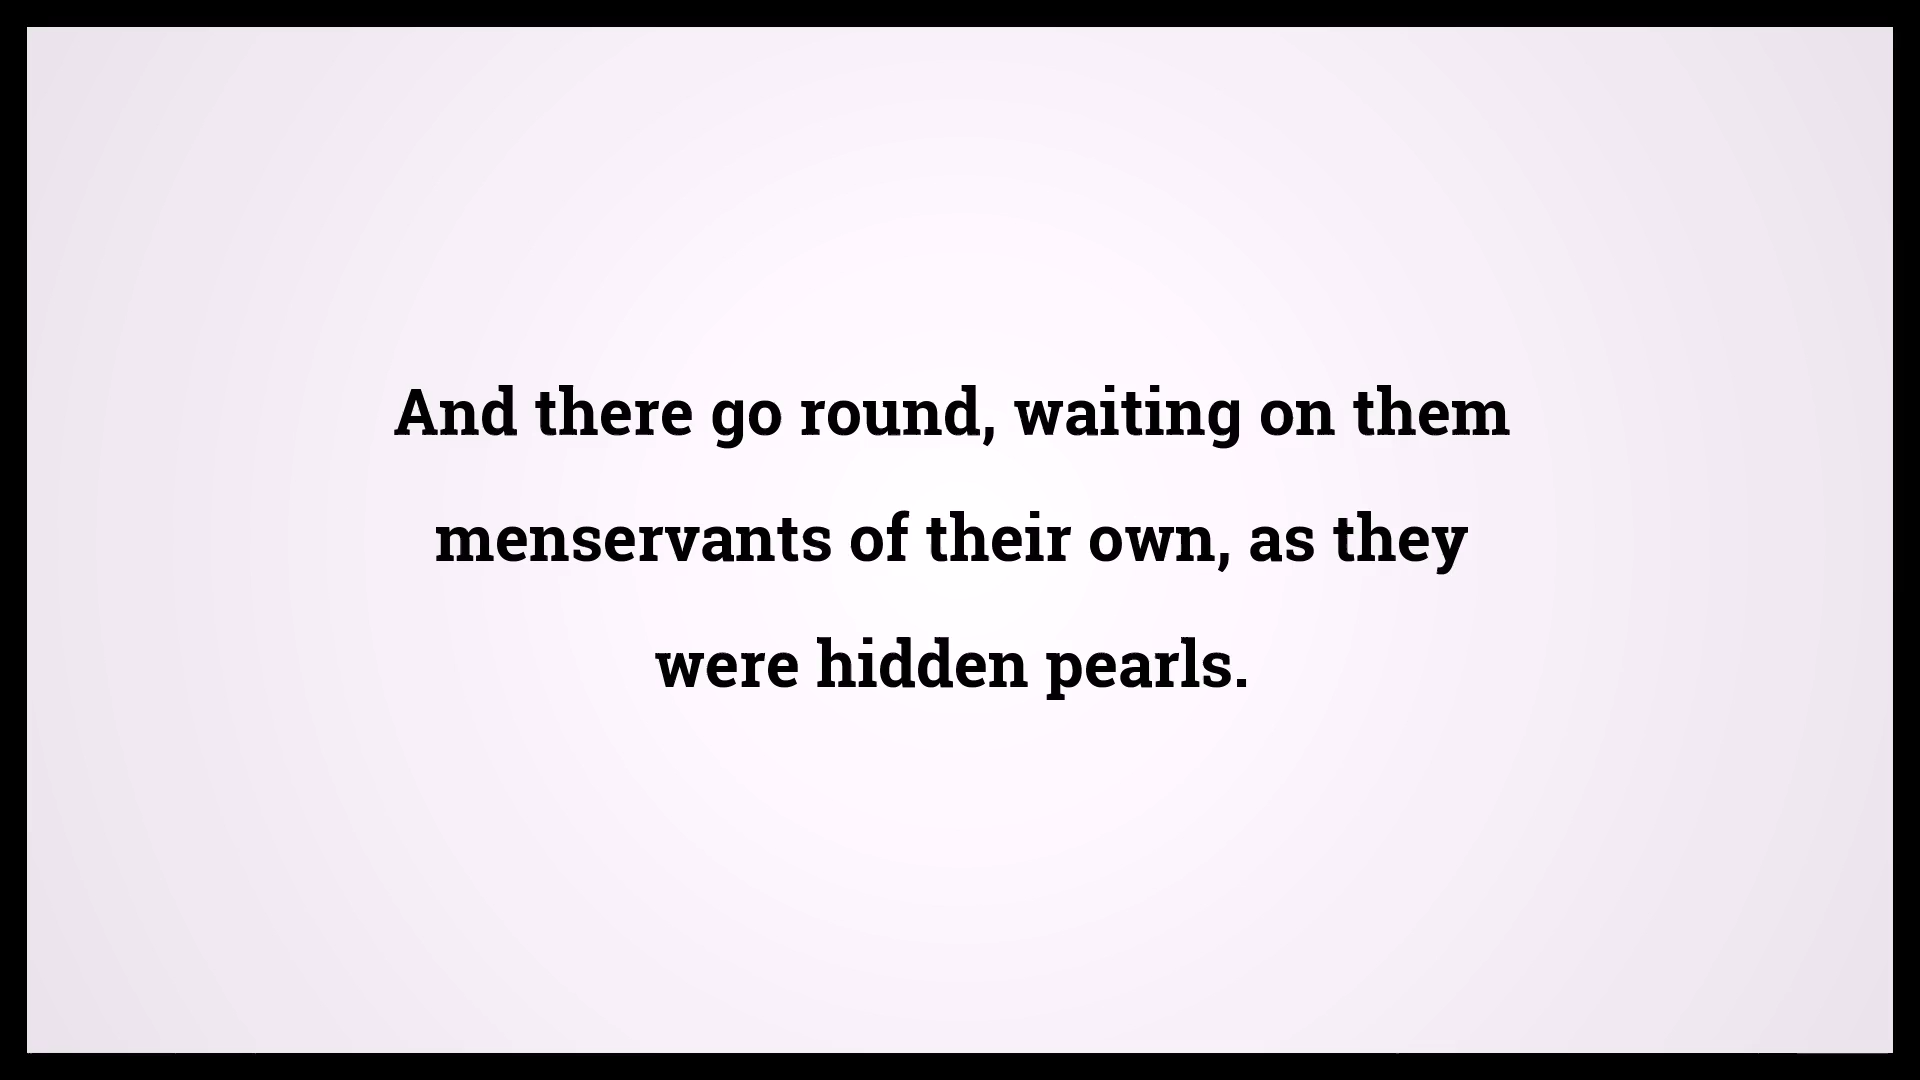 And there go round, waiting on them
menservants of their own, as they
were hidden pearls.